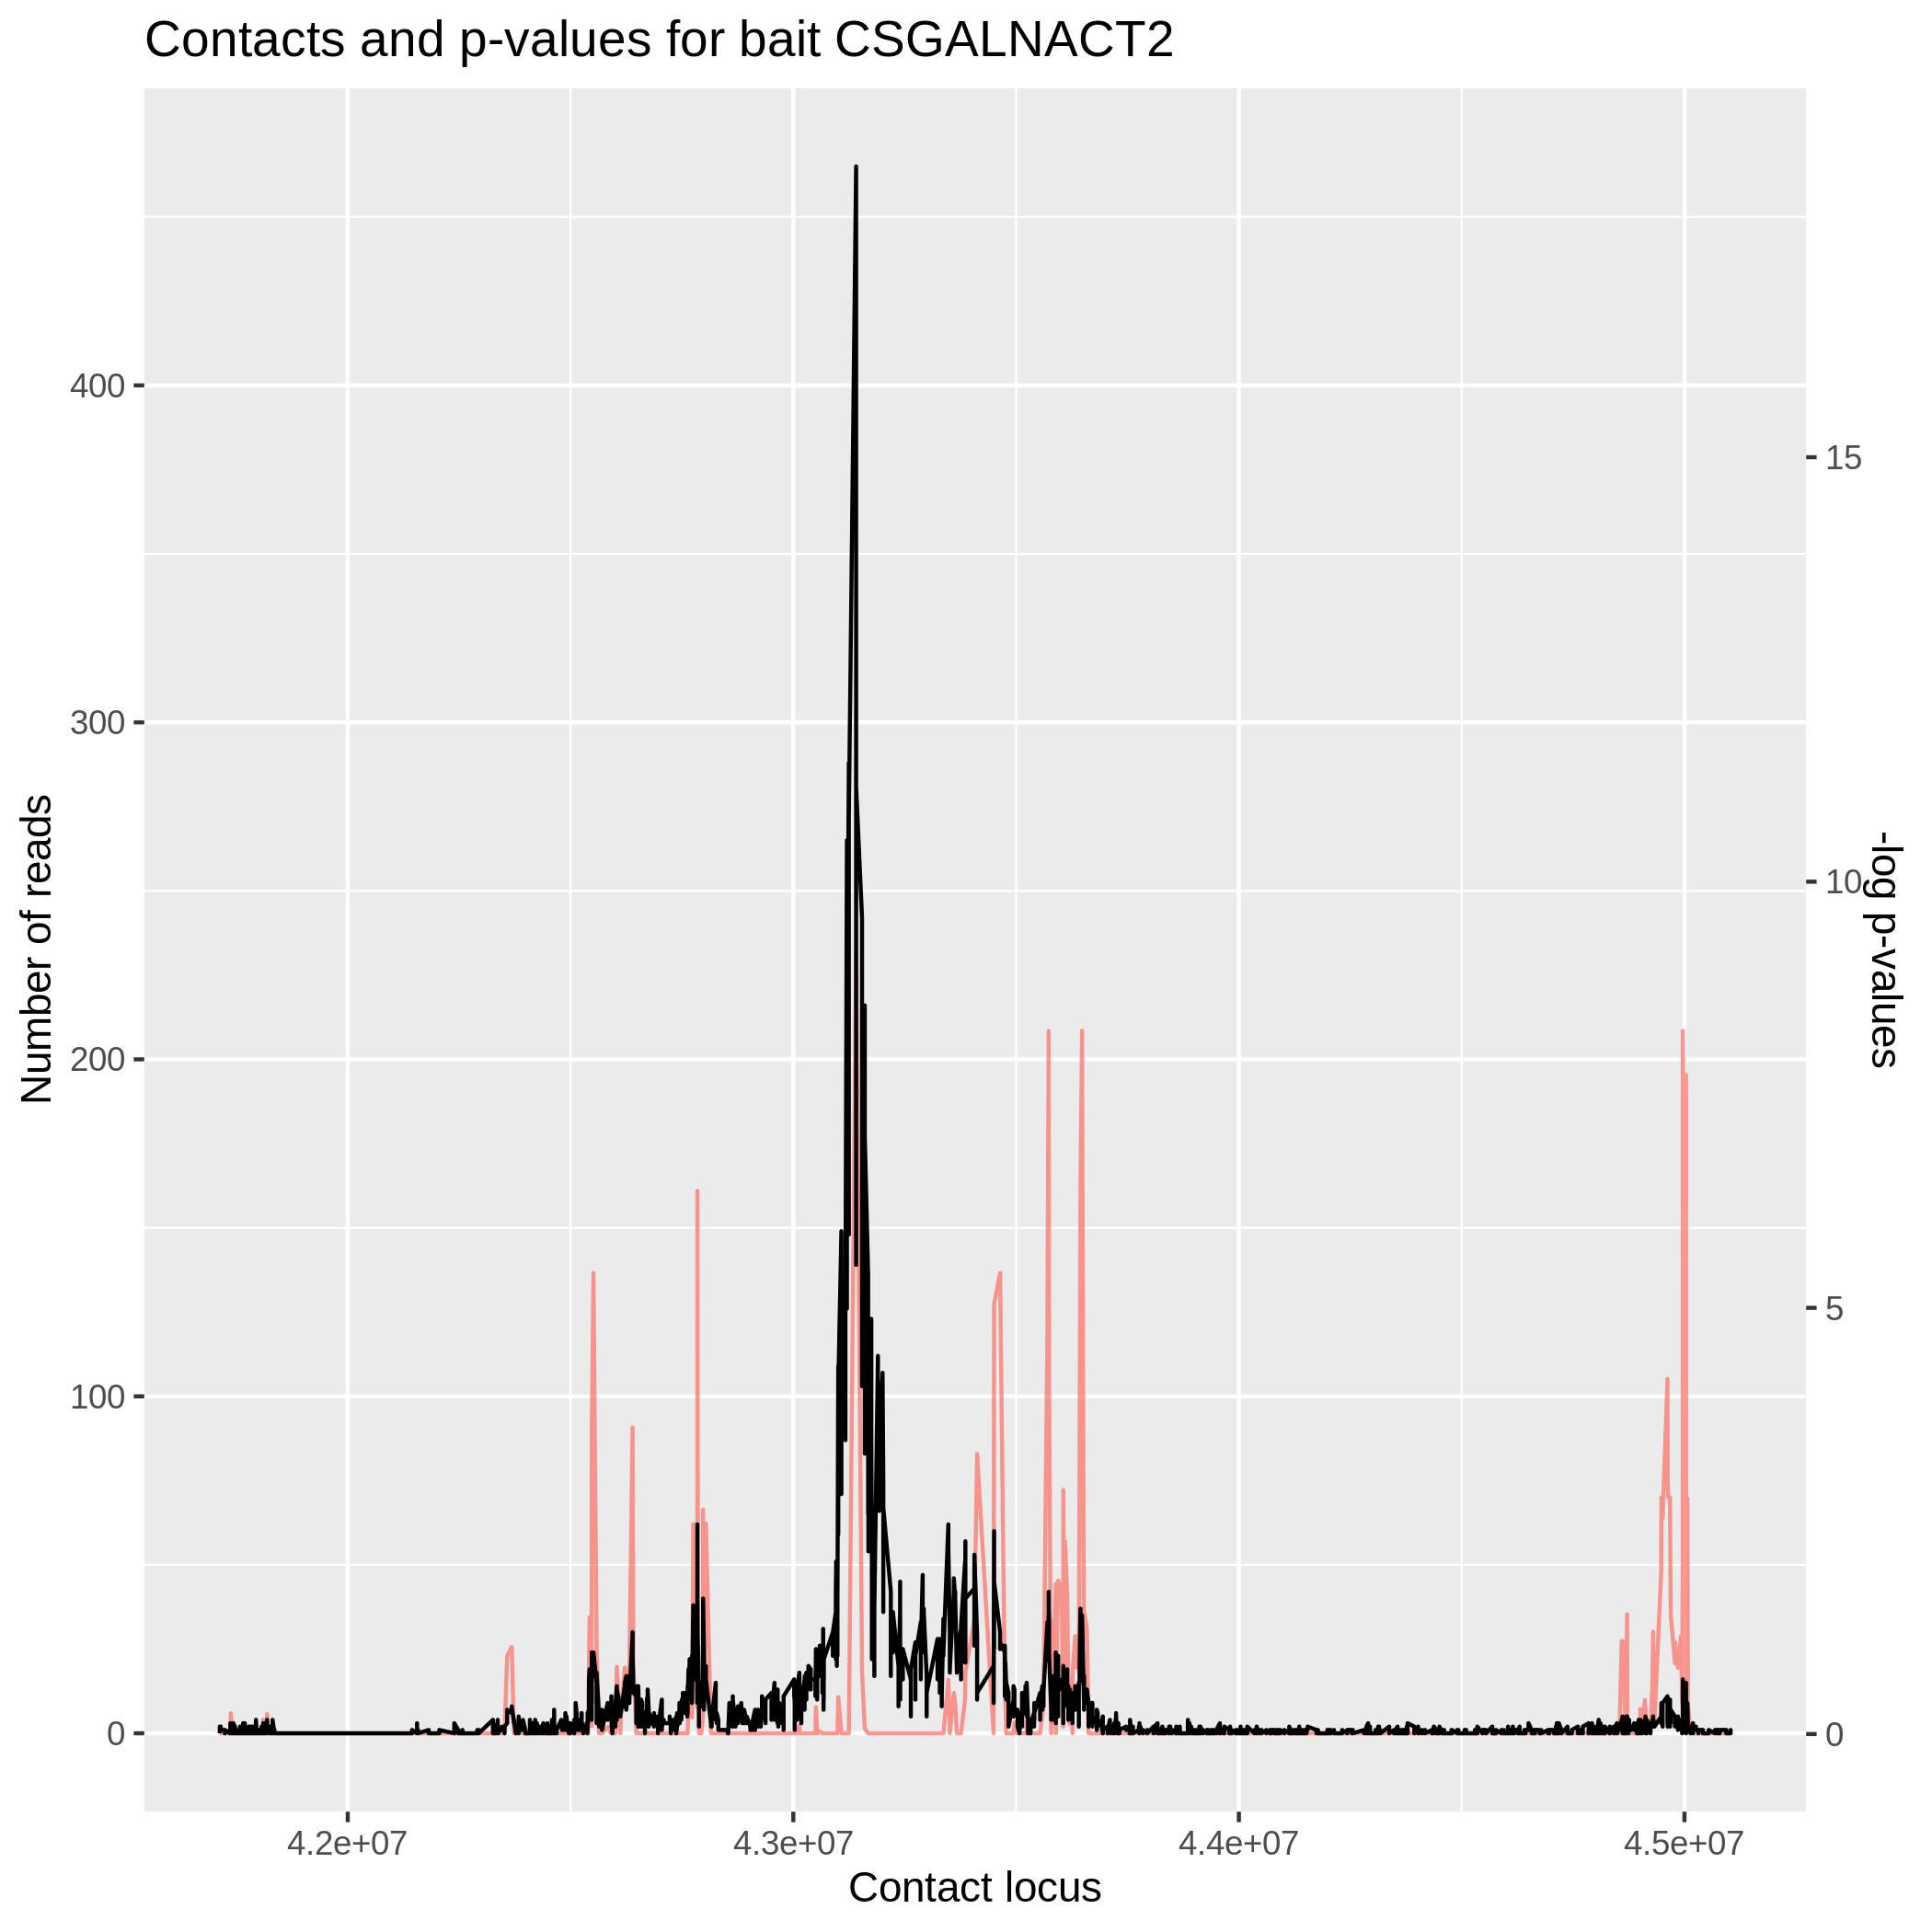 Contacts and p-values for bait CSGALNACT2
Number of reads
400
300
200
100
0
15
10
5
0
-log p-values
4.2e+07
4.3e+07
4.4e+07
4.5e+07
Contact locus